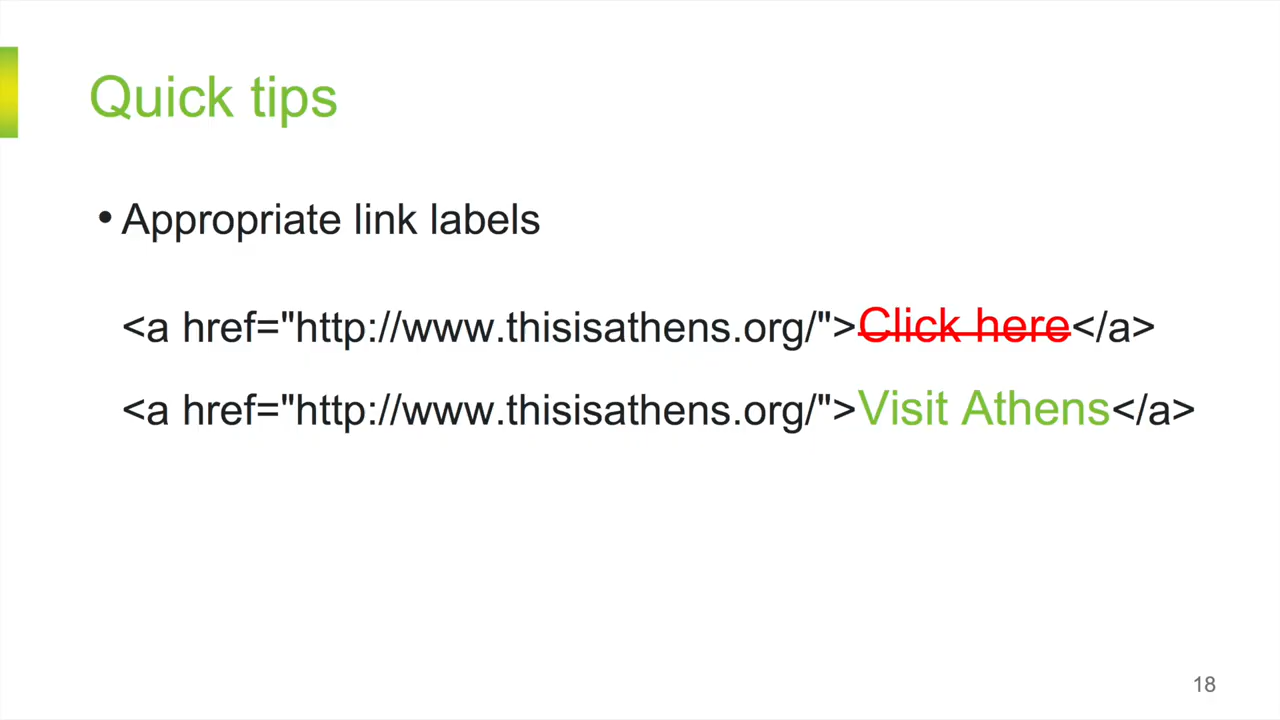 Quick tips
• Appropriate link labels
<a href="http://www.thisisathens.org/">Click here</a>
<a href="http://www.thisisathens.org/">Visit Athens</a>
18